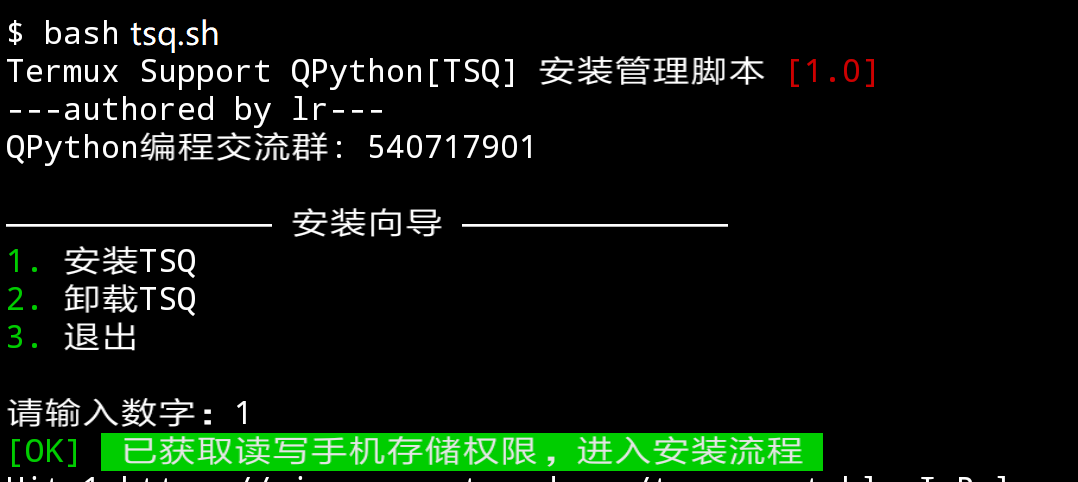 $ bash tsq.sh
Termux Support QPython[TSQ] 安装管理脚本 [1.0]
---authored by lr---
QPython编程交流群: 540717901
安装向导
1. 安装TSQ
2. 卸载TSQ
3. 退出
请输入数字: 1
[OK] 已获取读写手机存储权限，进入安装流程